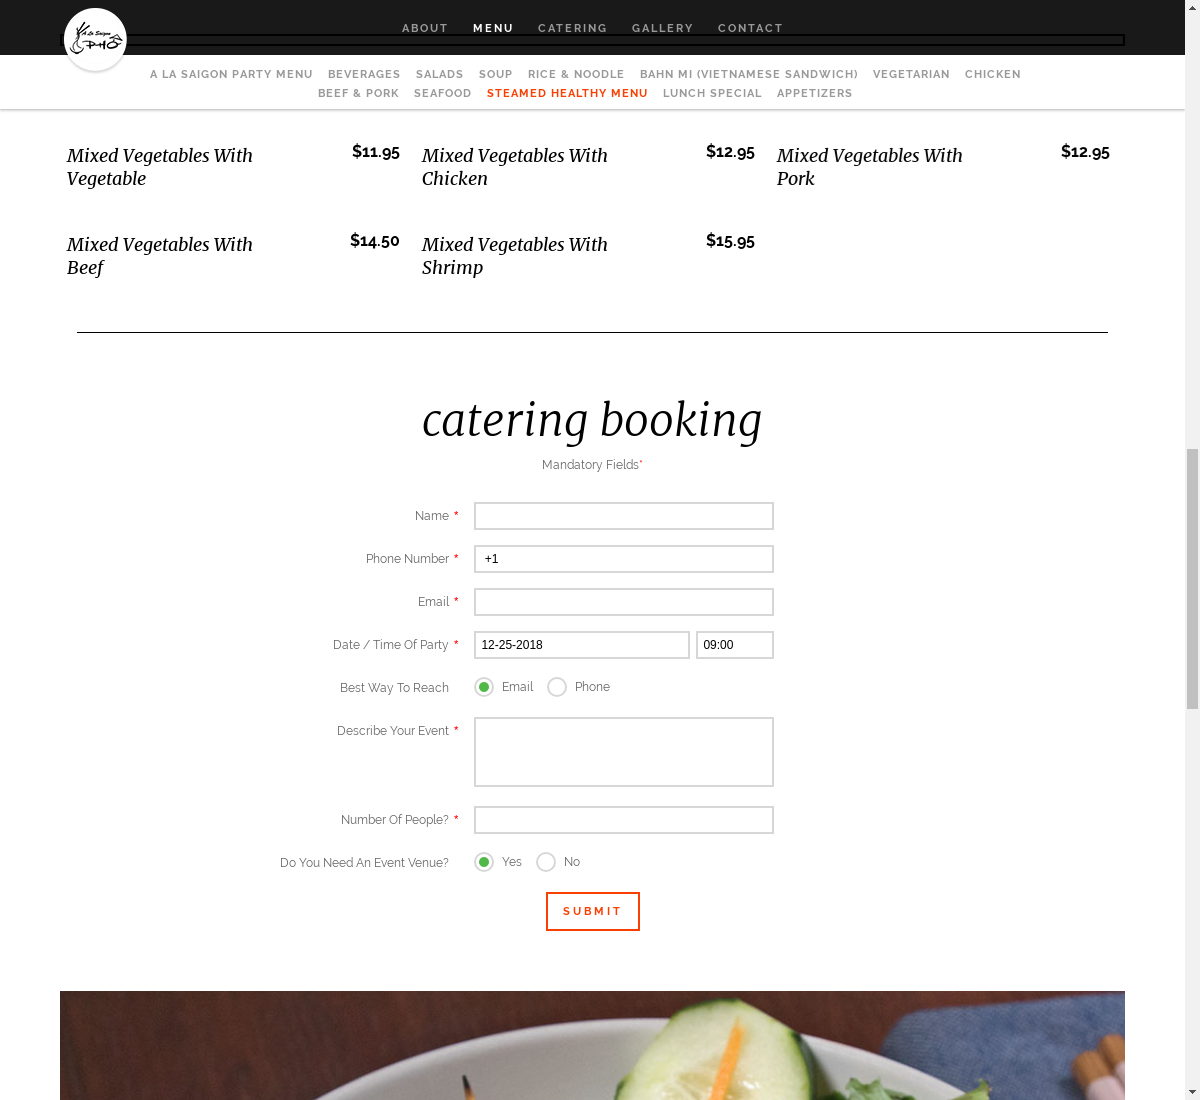 A La Saigon
PHO
ABOUT MENU CATERING GALLERY CONTACT
A LA SAIGON PARTY MENU BEVERAGES SALADS SOUP RICE & NOODLE BAHN MI (VIETNAMESE SANDWICH) VEGETARIAN CHICKEN
BEEF & PORK SEAFOOD STEAMED HEALTHY MENU LUNCH SPECIAL APPETIZERS
Mixed Vegetables With
Vegetable
$11.95
Mixed Vegetables With
Chicken
$12.95
Mixed Vegetables With
Pork
$12.95
Mixed Vegetables With
Beef
$14.50
Mixed Vegetables With
Shrimp
$15.95
catering booking
Mandatory Fields*
Name *
Phone Number * +1
Email *
Date / Time Of Party * 12-25-2018 09:00
Best Way To Reach Email Phone
Describe Your Event *
Number Of People? *
Do You Need An Event Venue? Yes No
SUBMIT